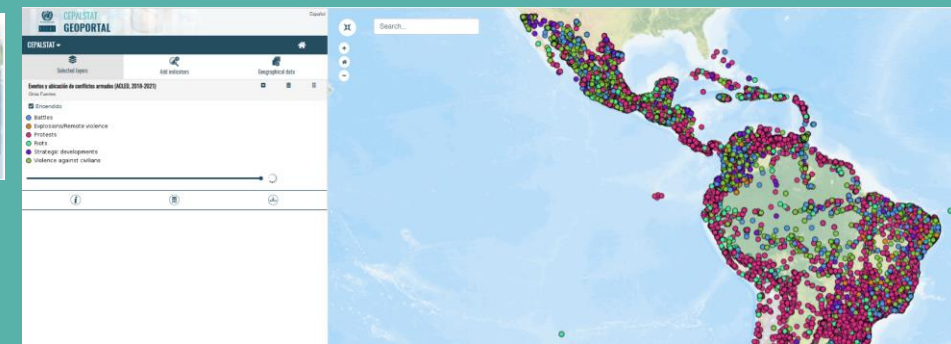 Español
CEPALSTAT
GEOPORTAL
CEPALSTAT
Selected layers
Add indicators
Geographical data
Eventos y ubicación de conflictos armados (ACLED, 2018-2021)
Otras Fuentes
Encendido
Battles
Explosions/Remote violence
Protests
Riots
Strategic developments
Violence against civilians
Search...